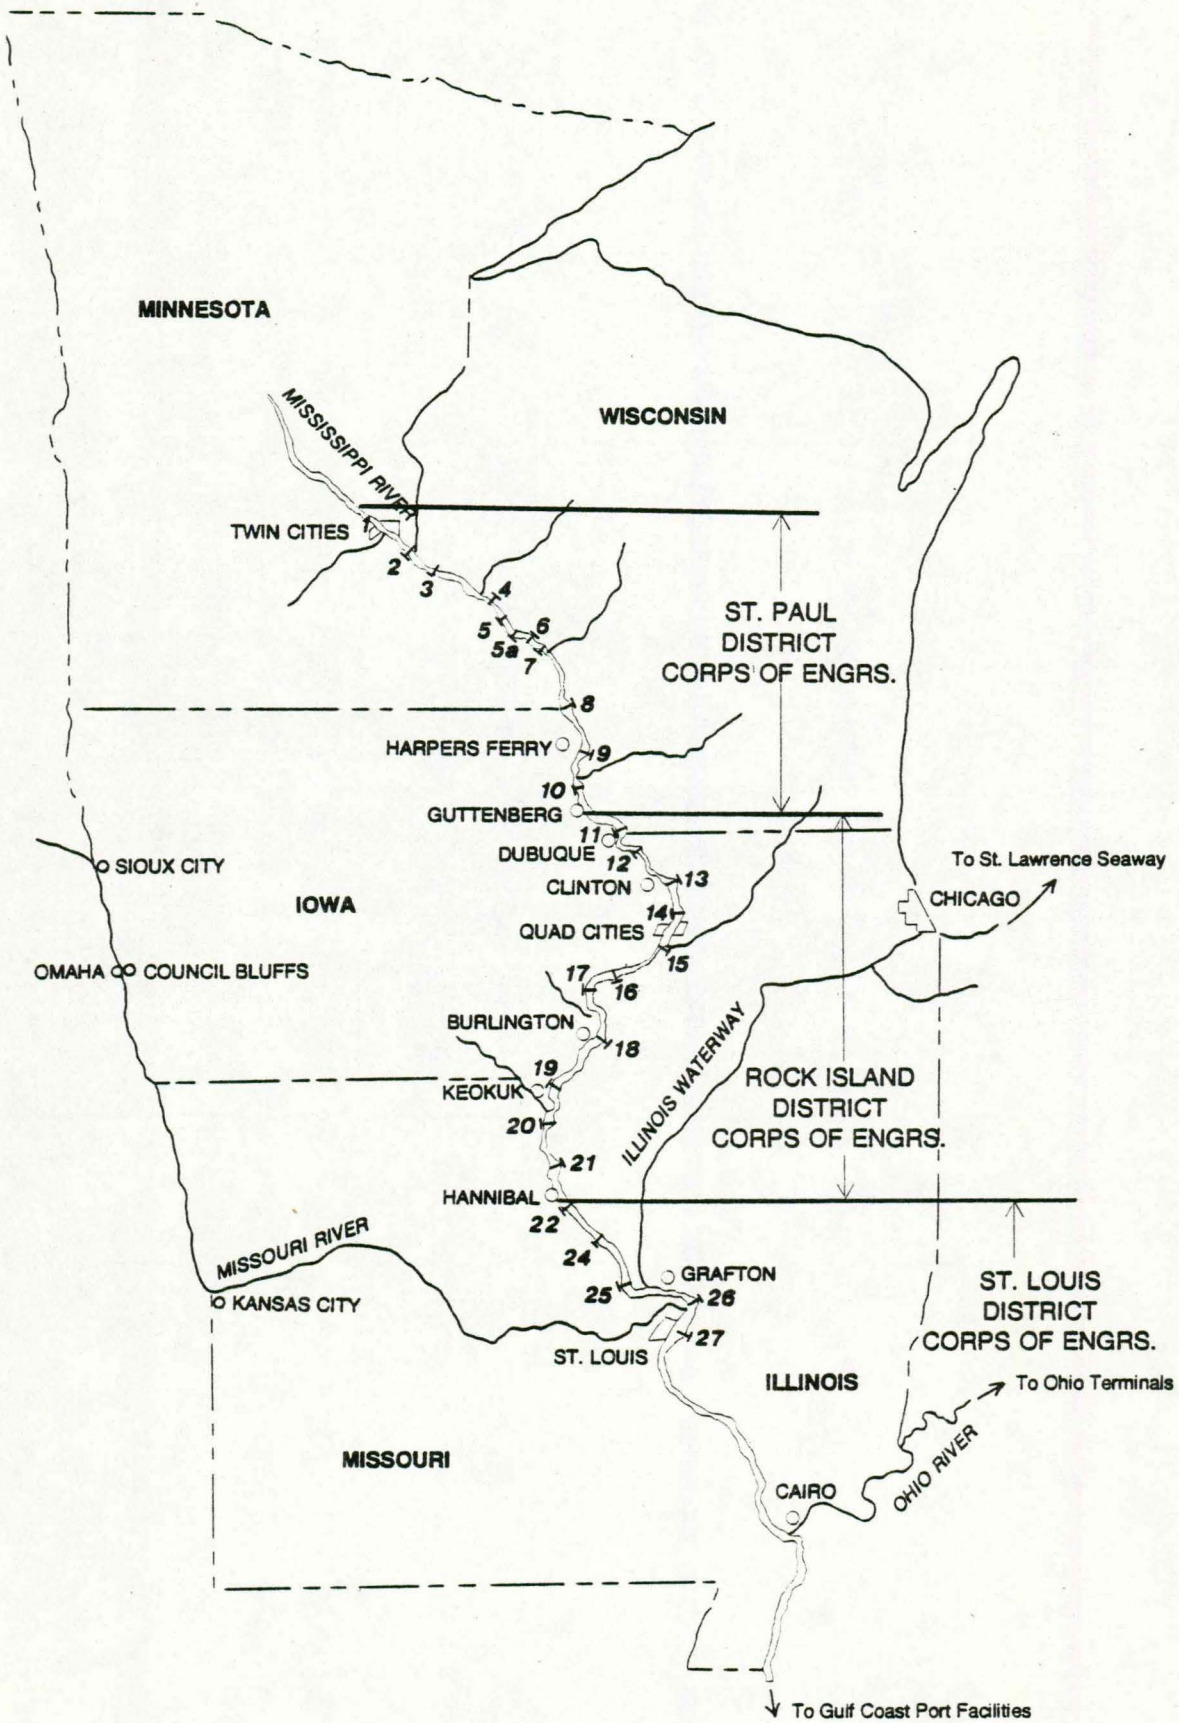 MINNESOTA
WISCONSIN
MISSISSIPPI RIVER
1
TWIN CITIES
2
3
4
5
5a
6
7
ST. PAUL
DISTRICT
CORPS OF ENGRS.
8
HARPERS FERRY
9
10
GUTTENBERG
11
DUBUQUE
12
SIOUX CITY
To St. Lawrence Seaway
CLINTON
13
IOWA
CHICAGO
14
QUAD CITIES
15
OMAHA
COUNCIL BLUFFS
17
16
BURLINGTON
18
ILLINOIS WATERWAY
ROCK ISLAND
DISTRICT
CORPS OF ENGRS.
19
KEOKUK
20
21
HANNIBAL
22
MISSOURI RIVER
24
GRAFTON
25
26
ST. LOUIS
DISTRICT
CORPS OF ENGRS.
KANSAS CITY
27
ST. LOUIS
ILLINOIS
To Ohio Terminals
MISSOURI
OHIO RIVER
CAIRO
To Gulf Coast Port Facilities